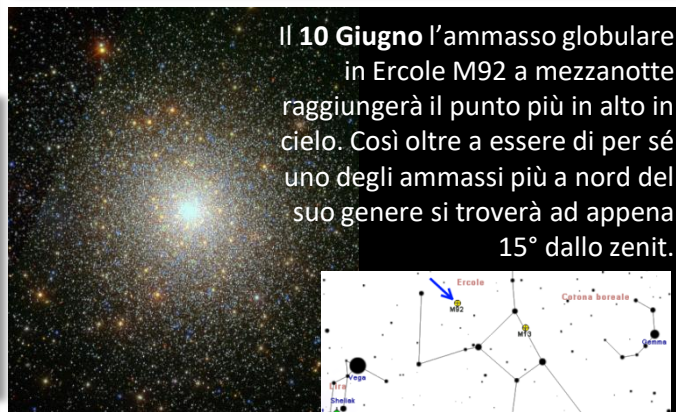 Il 10 Giugno l’ammasso globulare
in Ercole M92 a mezzanotte
raggiungerà il punto più in alto in
cielo. Così oltre a essere di per sé
uno degli ammassi più a nord del
suo genere si troverà ad appena
15° dallo zenit.
Ercole
Corona boreale
M92
M13
Gemma
Vega
Lira
Sheliak